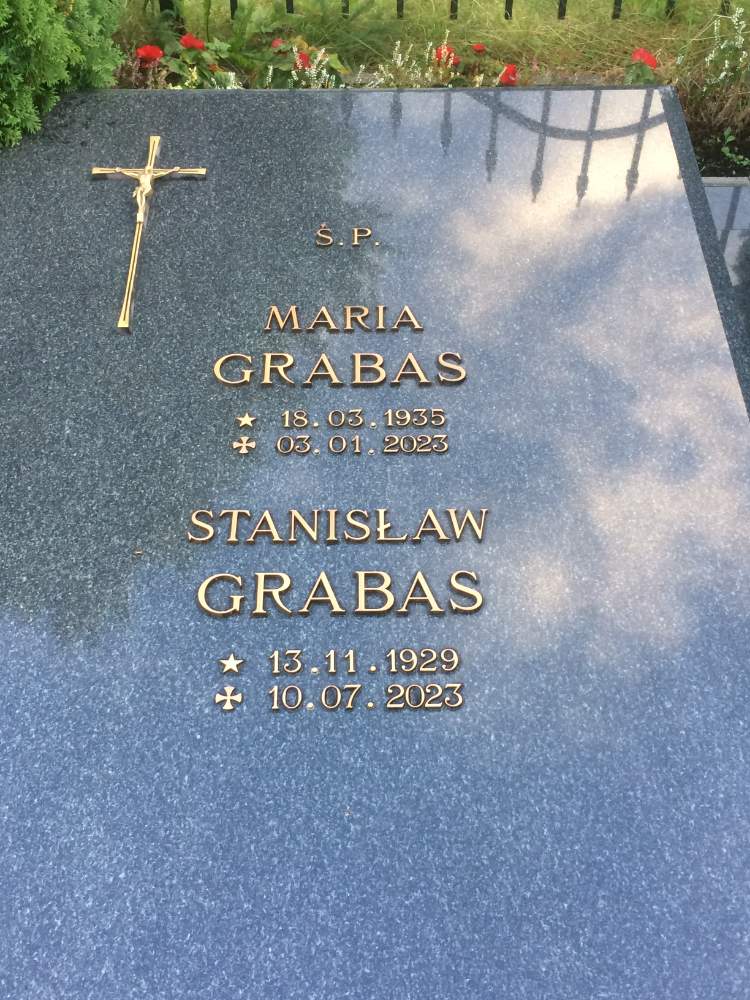 Ś.P.
MARIA
GRABAS
★ 18.03.1935
✠ 03.01.2023
STANISŁAW
GRABAS
★ 13.11.1929
✠ 10.07.2023